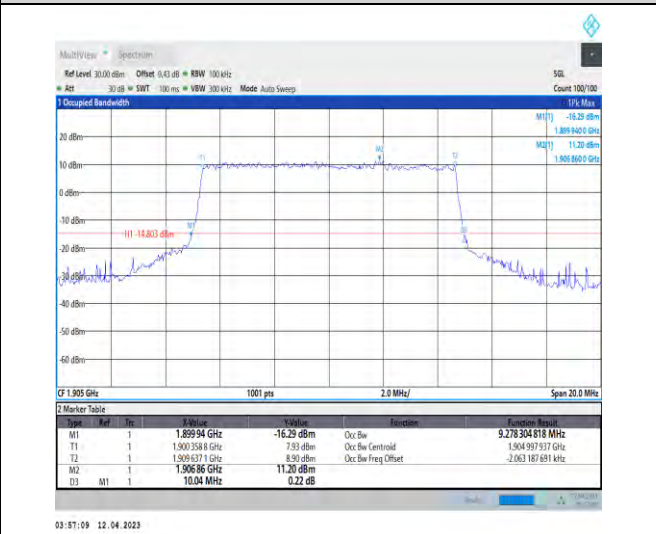 MultiView Spectrum
Ref Level 30.00 dBm Offset 9.43 dB RBW 100 kHz SGL
Att 30 dB SWT 100 ms VBW 300 kHz Mode Auto Sweep Count 100/100
1 Occupied Bandwidth 1Pk Max
M1[1] -16.29 dBm
1.899 940 0 GHz
M2[1] 11.20 dBm
1.906 860 0 GHz
20 dBm
10 dBm
0 dBm
-10 dBm
-20 dBm
-30 dBm
-40 dBm
-50 dBm
-60 dBm
T1
M2
T2
M1
D3
H1 -14.803 dBm
CF 1.905 GHz 1001 pts 2.0 MHz/ Span 20.0 MHz
2 Marker Table
Type Ref Trc X-Value Y-Value Function Function Result
M1 1 1.899 94 GHz -16.29 dBm Occ Bw 9.278 304 818 MHz
T1 1 1.900 358 8 GHz 7.93 dBm Occ Bw Centroid 1.904 997 937 GHz
T2 1 1.909 637 1 GHz 8.90 dBm Occ Bw Freq Offset -2.063 187 691 kHz
M2 1 1.906 86 GHz 11.20 dBm
D3 M1 1 10.04 MHz 0.22 dB
03:57:09 12.04.2023